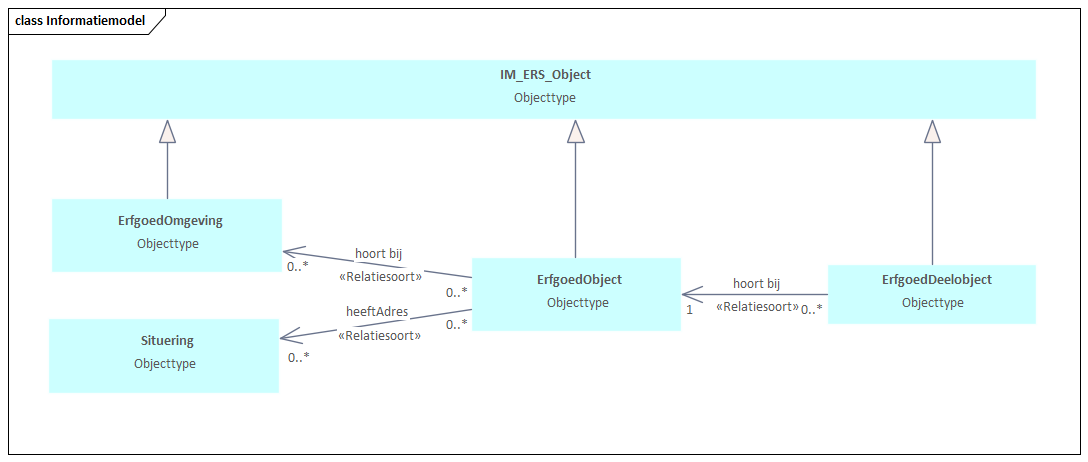 class Informatiemodel
IM_ERS_Object
Objecttype
ErfgoedOmgeving
Objecttype
hoort bij
0..*
«Relatiesoort»
0..*
ErfgoedObject
Objecttype
hoort bij
1
«Relatiesoort»
0..*
ErfgoedDeelobject
Objecttype
heeftAdres
0..*
«Relatiesoort»
0..*
Situering
Objecttype